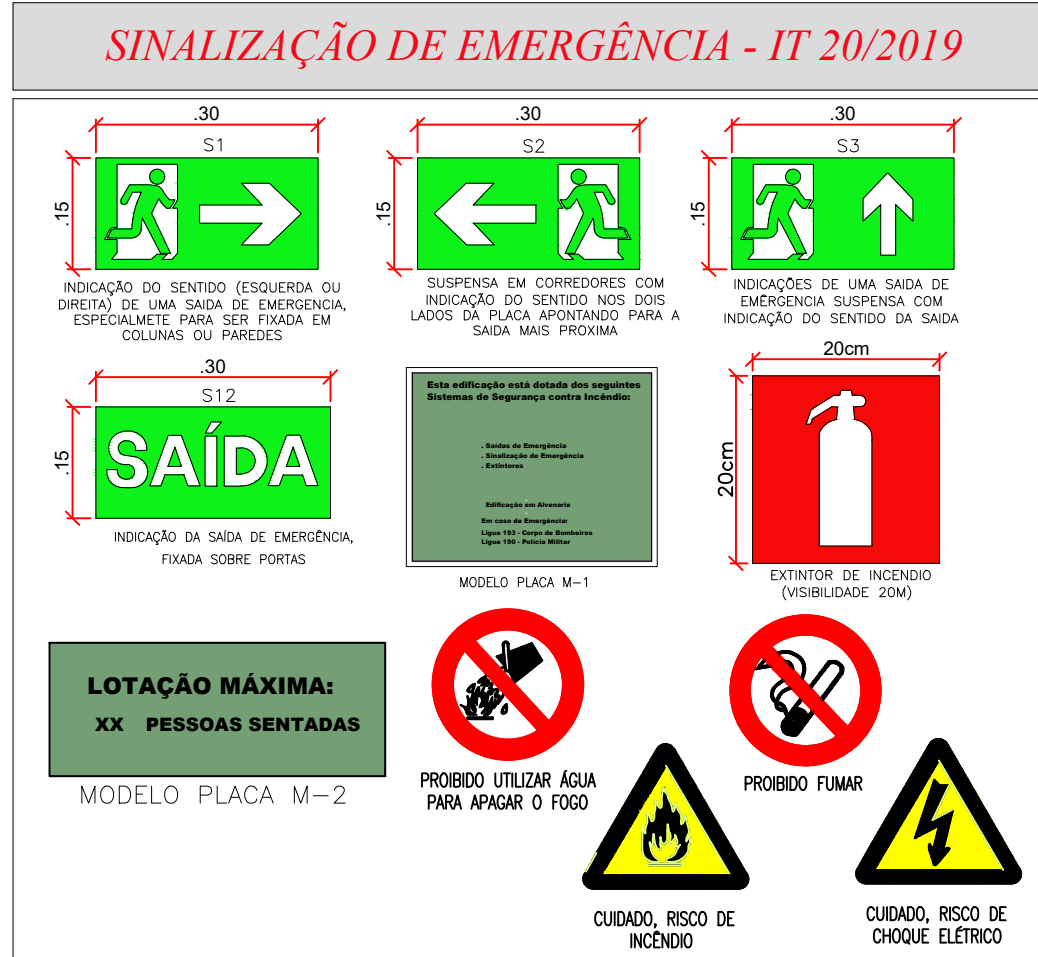 SINALIZAÇÃO DE EMERGÊNCIA - IT 20/2019
.30
S1
.15
INDICAÇÃO DO SENTIDO (ESQUERDA OU
DIREITA) DE UMA SAIDA DE EMERGENCIA,
ESPECIALMETE PARA SER FIXADA EM
COLUNAS OU PAREDES
.30
S2
.15
SUSPENSA EM CORREDORES COM
INDICAÇÃO DO SENTIDO NOS DOIS
LADOS DA PLACA APONTANDO PARA A
SAIDA MAIS PROXIMA
.30
S3
.15
INDICAÇÕES DE UMA SAIDA DE
EMËRGENCIA SUSPENSA COM
INDICAÇÃO DO SENTIDO DA SAIDA
.30
S12
.15
SAÍDA
INDICAÇÃO DA SAÍDA DE EMERGÊNCIA,
FIXADA SOBRE PORTAS
Esta edificação está dotada dos seguintes
Sistemas de Segurança contra Incêndio:
. Saídas de Emergência
. Sinalização de Emergência
. Extintores
Edificação em Alvenaria
Em caso de Emergência:
Ligue 193 - Corpo de Bombeiros
Ligue 190 - Polícia Militar
MODELO PLACA M-1
20cm
20cm
EXTINTOR DE INCENDIO
(VISIBILIDADE 20M)
LOTAÇÃO MÁXIMA:
XX PESSOAS SENTADAS
MODELO PLACA M-2
PROIBIDO UTILIZAR ÁGUA
PARA APAGAR O FOGO
PROIBIDO FUMAR
CUIDADO, RISCO DE
INCÊNDIO
CUIDADO, RISCO DE
CHOQUE ELÉTRICO